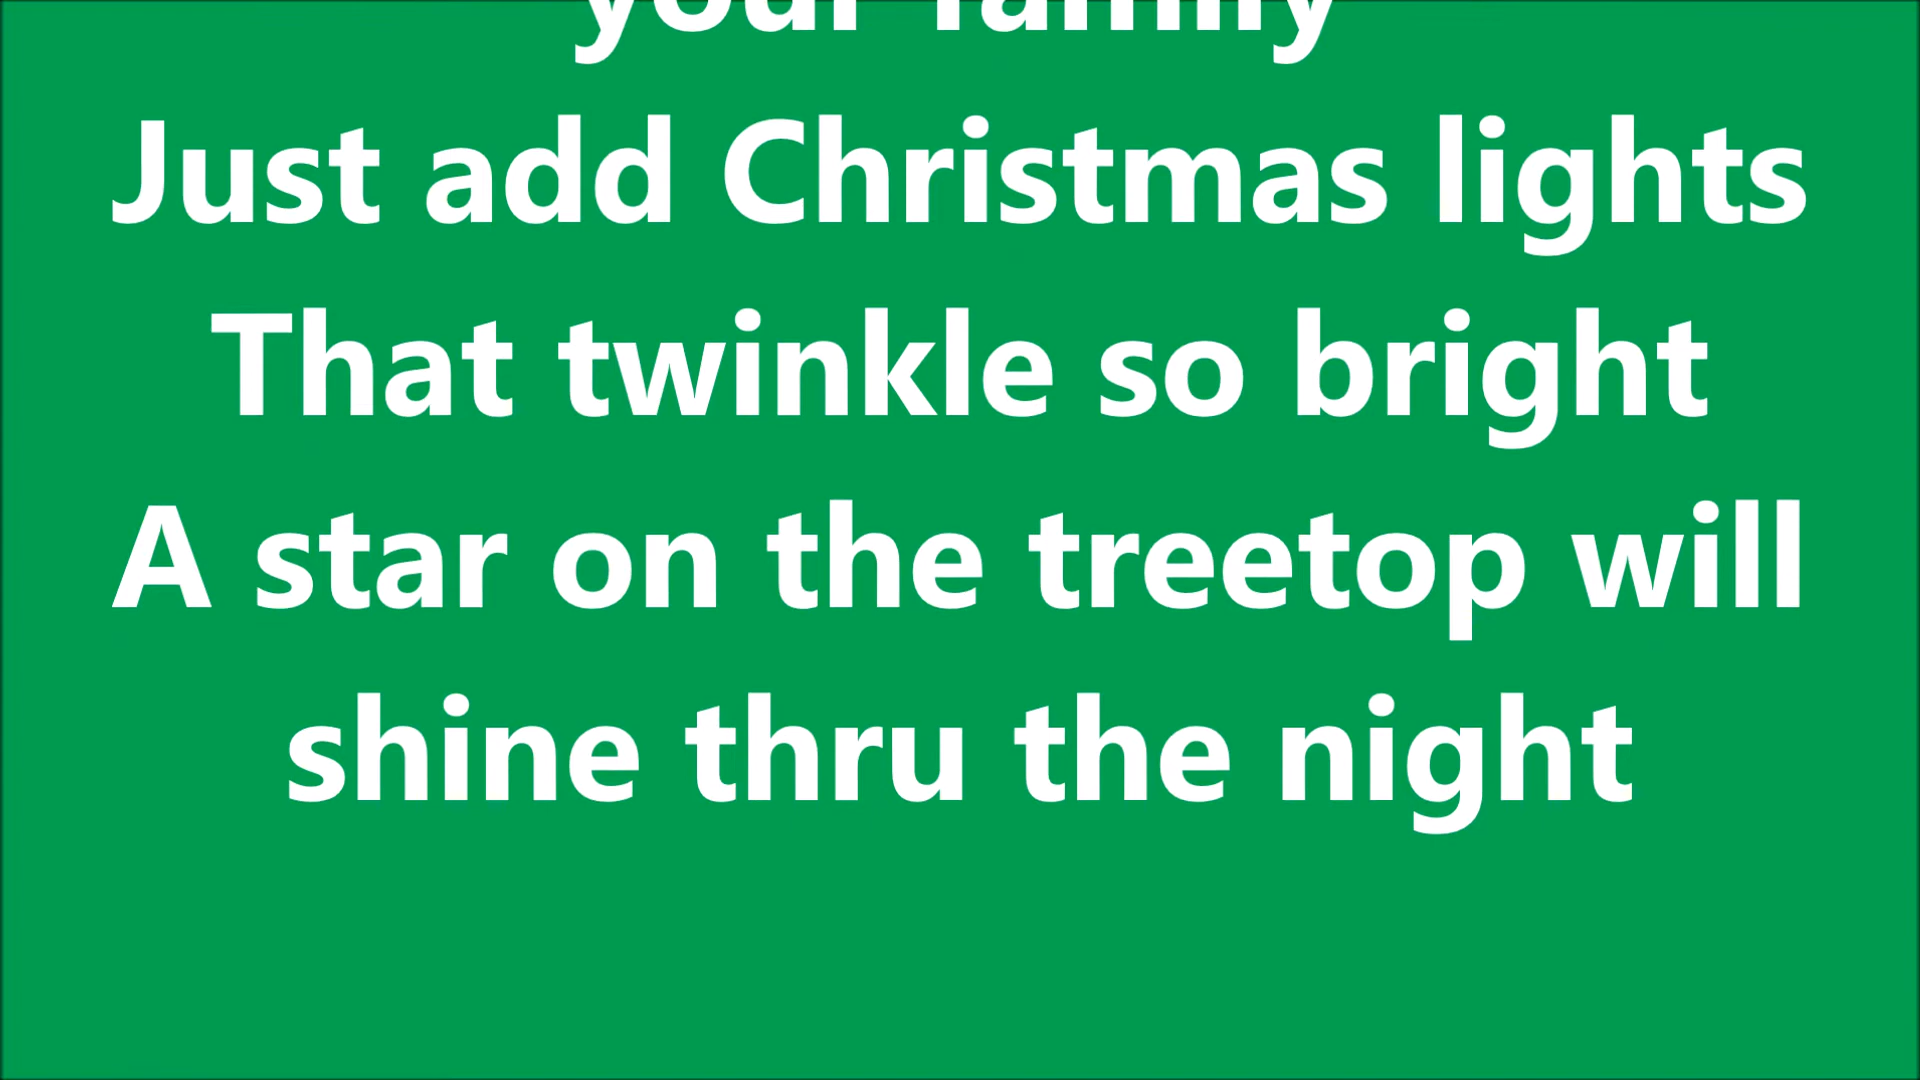 your family
Just add Christmas lights
That twinkle so bright
A star on the treetop will
shine thru the night